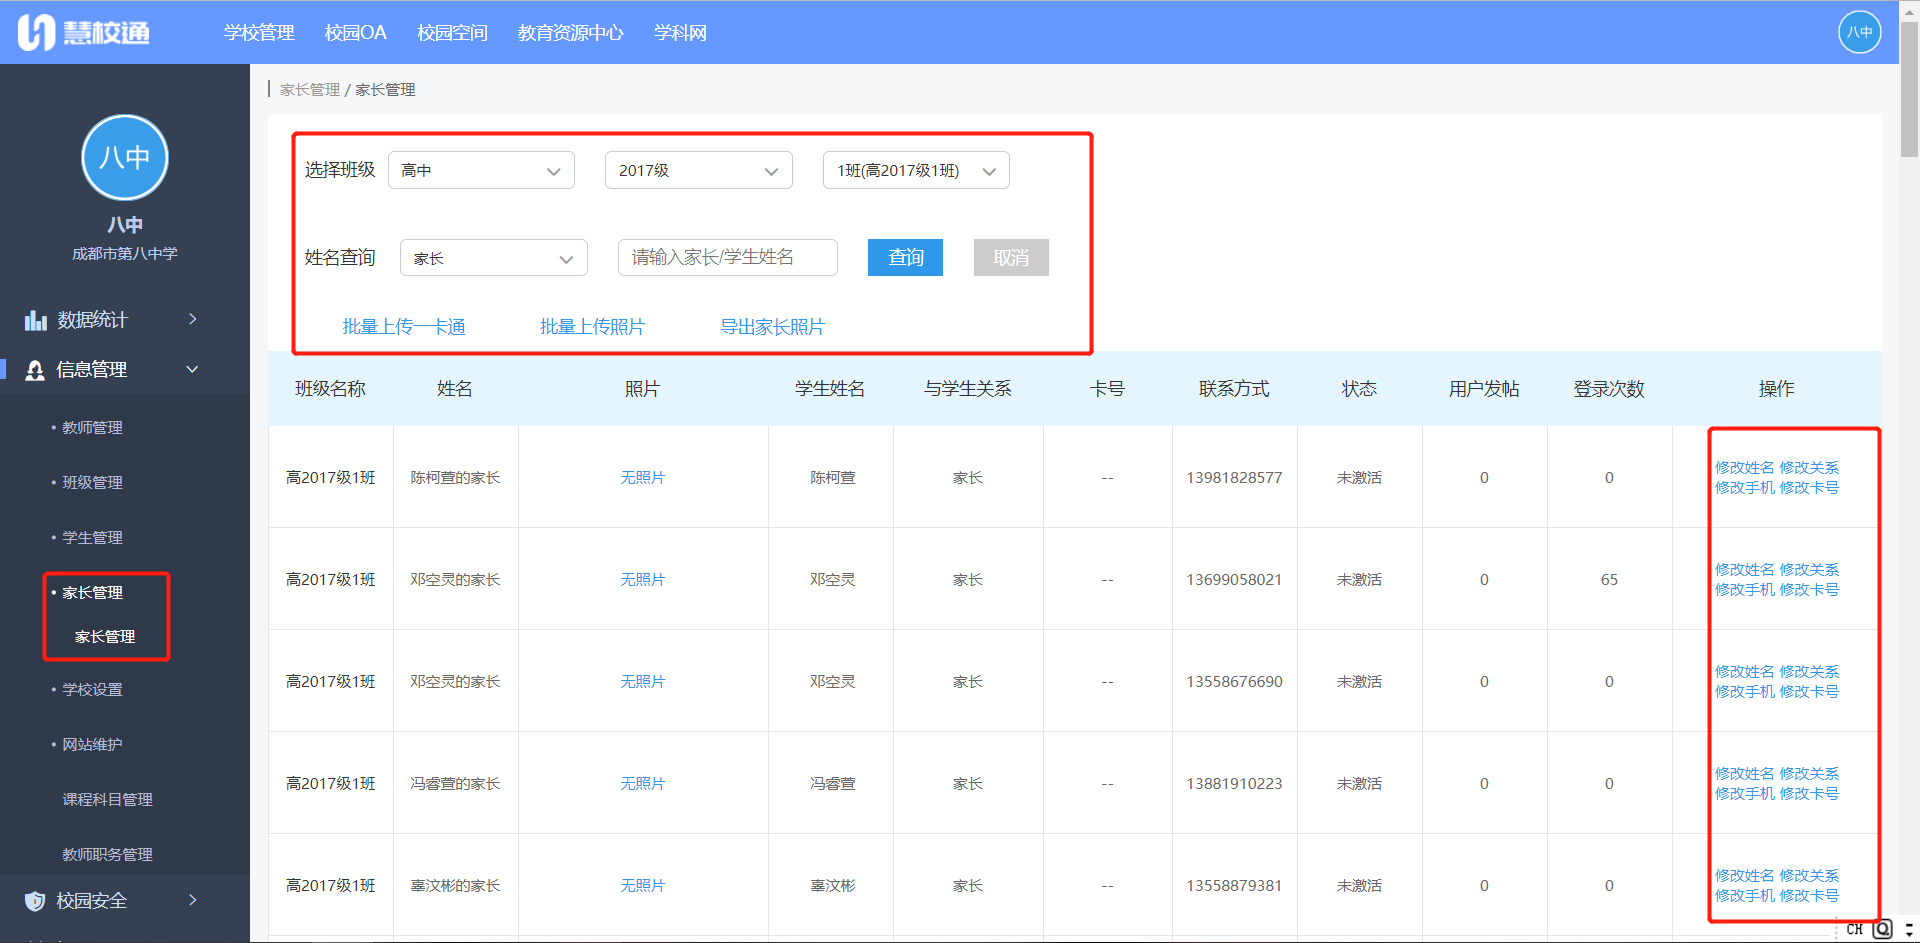 慧校通
学校管理 校园OA 校园空间 教育资源中心 学科网
八中
八中
八中
成都市第八中学
数据统计
信息管理
• 教师管理
• 班级管理
• 学生管理
• 家长管理
家长管理
• 学校设置
• 网站维护
课程科目管理
教师职务管理
校园安全
家长管理 / 家长管理
选择班级 高中 2017级 1班(高2017级1班)
姓名查询 家长 请输入家长/学生姓名 查询 取消
批量上传一卡通 批量上传照片 导出家长照片
班级名称 姓名 照片 学生姓名 与学生关系 卡号 联系方式 状态 用户发帖 登录次数 操作
高2017级1班 陈柯萱的家长 无照片 陈柯萱 家长 -- 13981828577 未激活 0 0 修改姓名 修改关系
修改手机 修改卡号
高2017级1班 邓空灵的家长 无照片 邓空灵 家长 -- 13699058021 未激活 0 65 修改姓名 修改关系
修改手机 修改卡号
高2017级1班 邓空灵的家长 无照片 邓空灵 家长 -- 13558676690 未激活 0 0 修改姓名 修改关系
修改手机 修改卡号
高2017级1班 冯睿萱的家长 无照片 冯睿萱 家长 -- 13881910223 未激活 0 0 修改姓名 修改关系
修改手机 修改卡号
高2017级1班 辜汶彬的家长 无照片 辜汶彬 家长 -- 13558879381 未激活 0 0 修改姓名 修改关系
修改手机 修改卡号
CH